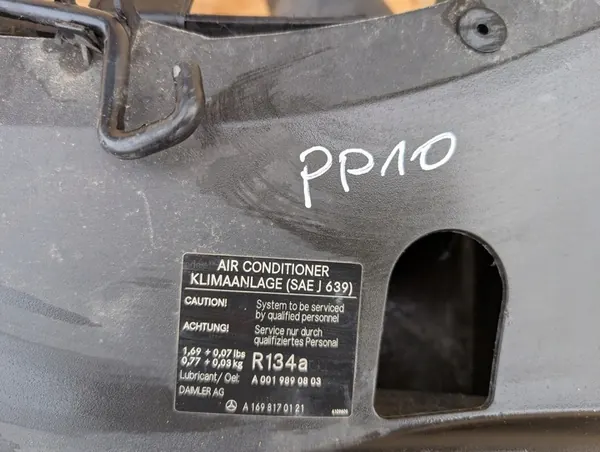 PP10
AIR CONDITIONER
KLIMAANLAGE (SAE J 639)
CAUTION! System to be serviced
by qualified personnel
ACHTUNG! Service nur durch
qualifiziertes Personal
1,69 + 0,07 lbs
0,77 + 0,03 kg R134a
Lubricant / Oel: A 001 989 08 03
DAIMLER AG
A 169 817 01 21